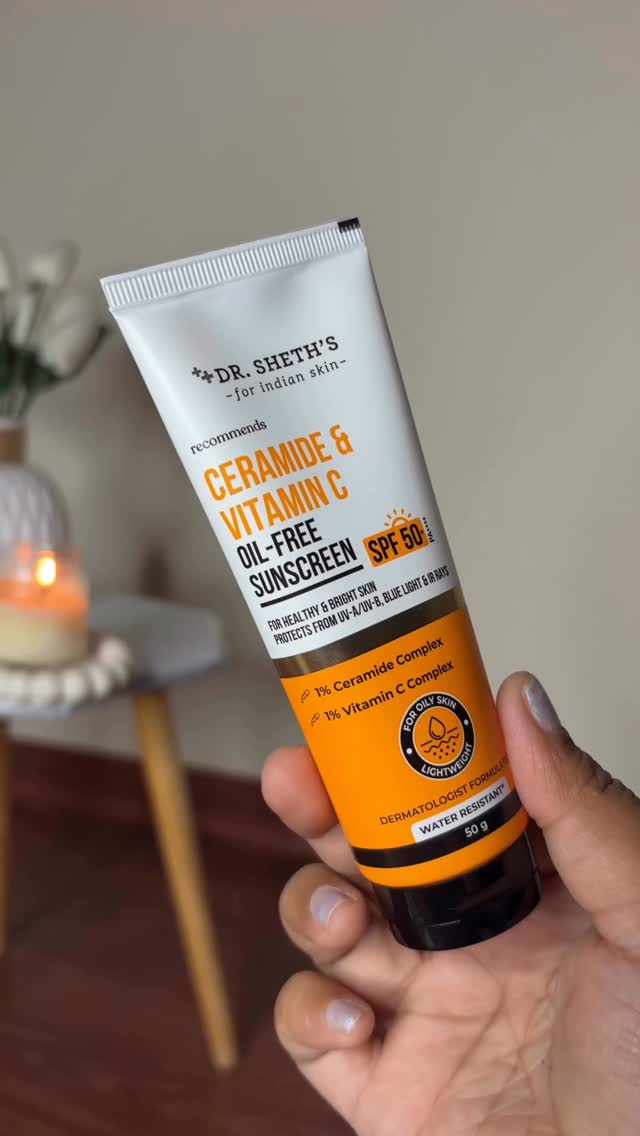 DR. SHETH'S
-for indian skin-
recommends
CERAMIDE &
VITAMIN C
OIL-FREE
SUNSCREEN
SPF 50+
FOR HEALTHY & BRIGHT SKIN
PROTECTS FROM UV-A/UV-B, BLUE LIGHT & IR RAYS
1% Ceramide Complex
1% Vitamin C Complex
FOR OILY SKIN
LIGHTWEIGHT
DERMATOLOGIST
WATER RESISTANT*
50 g